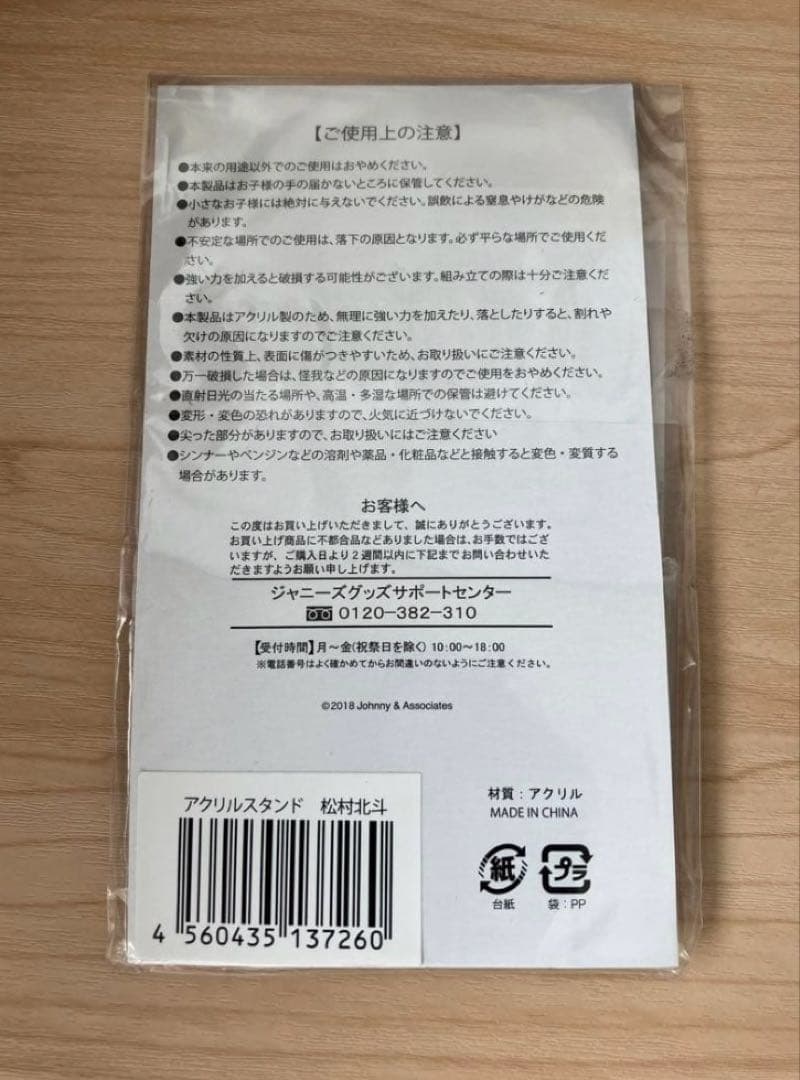 【ご使用上の注意】
●本来の用途以外でのご使用はおやめください。
●本製品はお子様の手の届かないところに保管してください。
●小さなお子様には絶対に与えないでください。誤飲による窒息やけがなどの危険
があります。
●不安定な場所でのご使用は、落下の原因となります。必ず平らな場所でご使用くだ
さい。
●強い力を加えると破損する可能性がございます。組み立ての際は十分ご注意くだ
さい。
●本製品はアクリル製のため、無理に強い力を加えたり、落としたりすると、割れや
欠けの原因になりますのでご注意ください。
●素材の性質上、表面に傷がつきやすいため、お取り扱いにご注意ください。
●万一破損した場合は、怪我などの原因になりますのでご使用をおやめください。
●直射日光の当たる場所や、高温・多湿な場所での保管は避けてください。
●変形・変色の恐れがありますので、火気に近づけないでください。
●尖った部分がありますので、お取り扱いにはご注意ください
●シンナーやベンジンなどの溶剤や薬品・化粧品などと接触すると変色・変質する
場合があります。
お客様へ
この度はお買い上げいただきまして、誠にありがとうございます。
お買い上げ商品に不都合品などありました場合は、お手数ではござ
いますが、ご購入日より2週間以内に下記までお問い合わせいた
だきますようお願い申し上げます。
ジャニーズグッズサポートセンター
0120-382-310
【受付時間】月～金(祝祭日を除く)10:00～18:00
※電話番号はよく確かめてからお間違いのないようにご注意ください。
©2018 Johnny & Associates
アクリルスタンド 松村北斗
4 560435 137260
材質：アクリル
MADE IN CHINA
紙 プラ
台紙 袋：PP